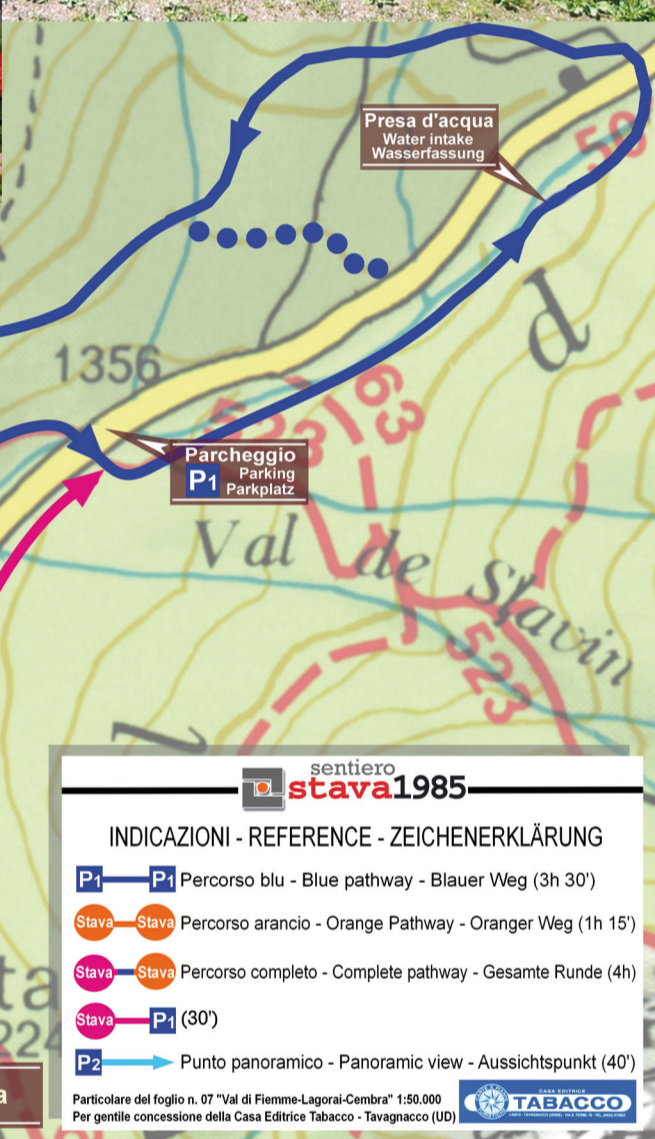 Presa d'acqua
Water intake
Wasserfassung
1356
Parcheggio
P1 Parking
Parkplatz
d
63
Val de Slavin
523
sentiero
stava1985
INDICAZIONI - REFERENCE - ZEICHENERKLÄRUNG
P1 P1 Percorso blu - Blue pathway - Blauer Weg (3h 30')
Stava Stava Percorso arancio - Orange Pathway - Oranger Weg (1h 15')
Stava Stava Percorso completo - Complete pathway - Gesamte Runde (4h)
Stava P1 (30')
P2 Punto panoramico - Panoramic view - Aussichtspunkt (40')
ta
224
a
Particolare del foglio n. 07 "Val di Fiemme-Lagorai-Cembra" 1:50.000
Per gentile concessione della Casa Editrice Tabacco - Tavagnacco (UD)
CASA EDITRICE
TABACCO